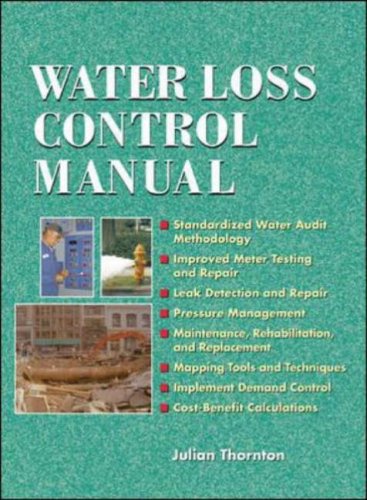 WATER LOSS
CONTROL
MANUAL
Standardized Water Audit
Methodology
Improved Meter Testing
and Repair
Leak Detection and Repair
Pressure Management
Maintenance, Rehabilitation,
and Replacement
Mapping Tools and Techniques
Implement Demand Control
Cost-Benefit Calculations
Julian Thornton